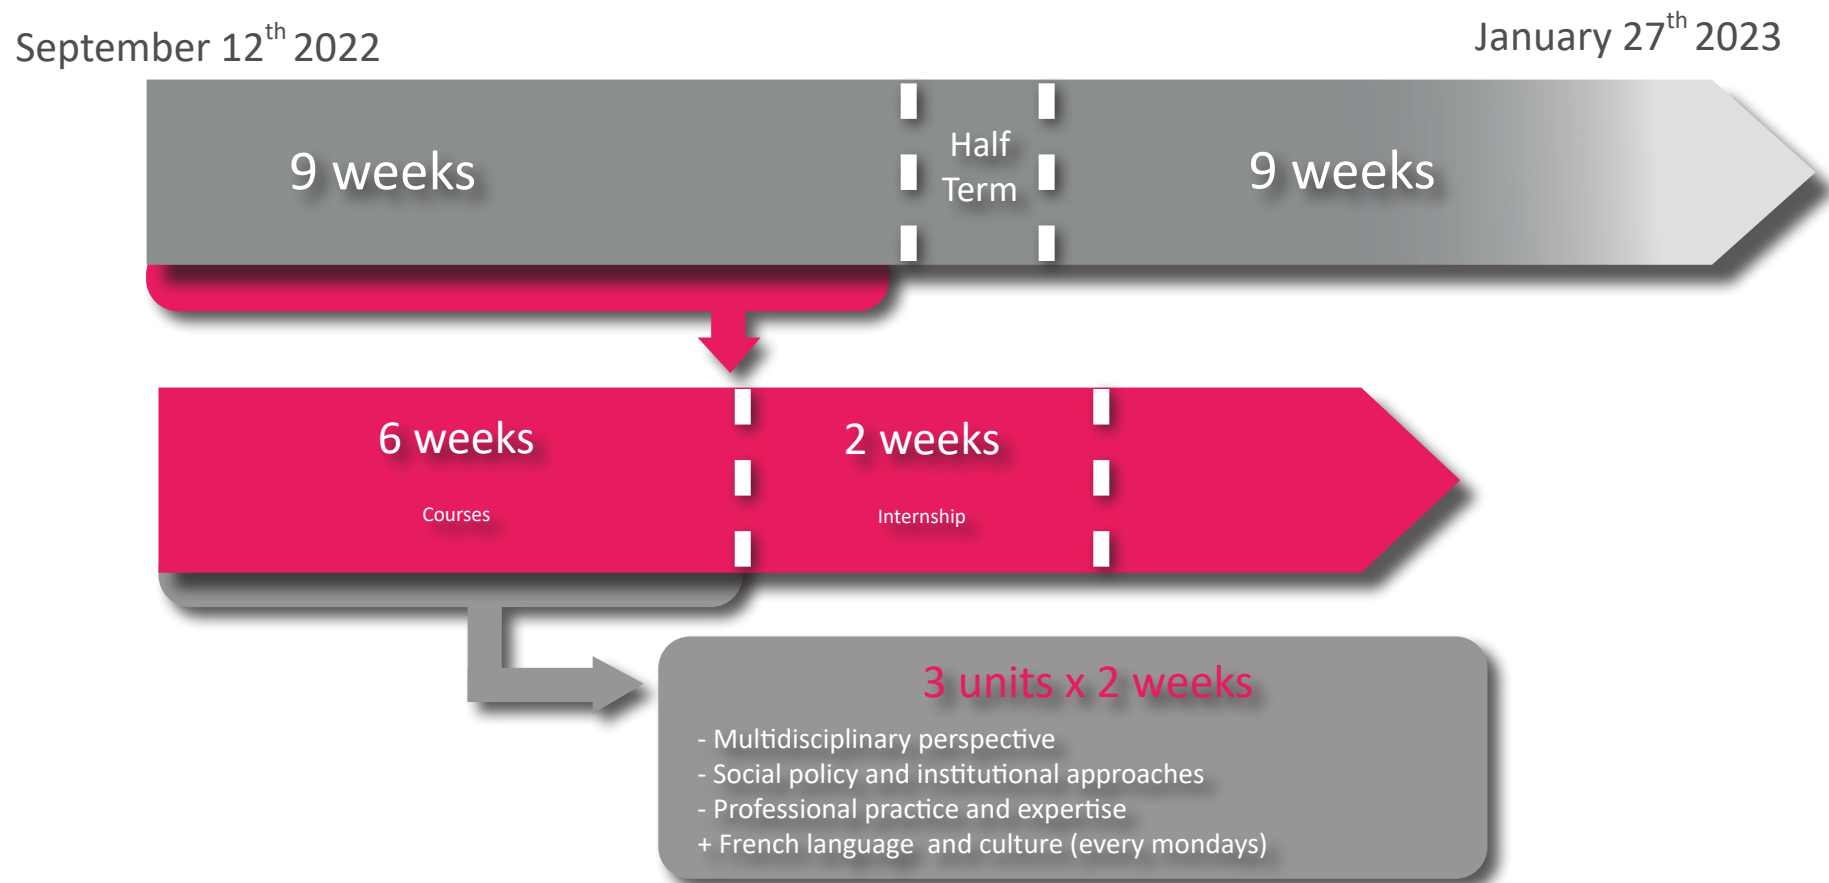 September 12th 2022
January 27th 2023
9 weeks
Half
Term
9 weeks
6 weeks
Courses
2 weeks
Internship
3 units x 2 weeks
- Multidisciplinary perspective
- Social policy and institutional approaches
- Professional practice and expertise
+ French language  and culture (every mondays)